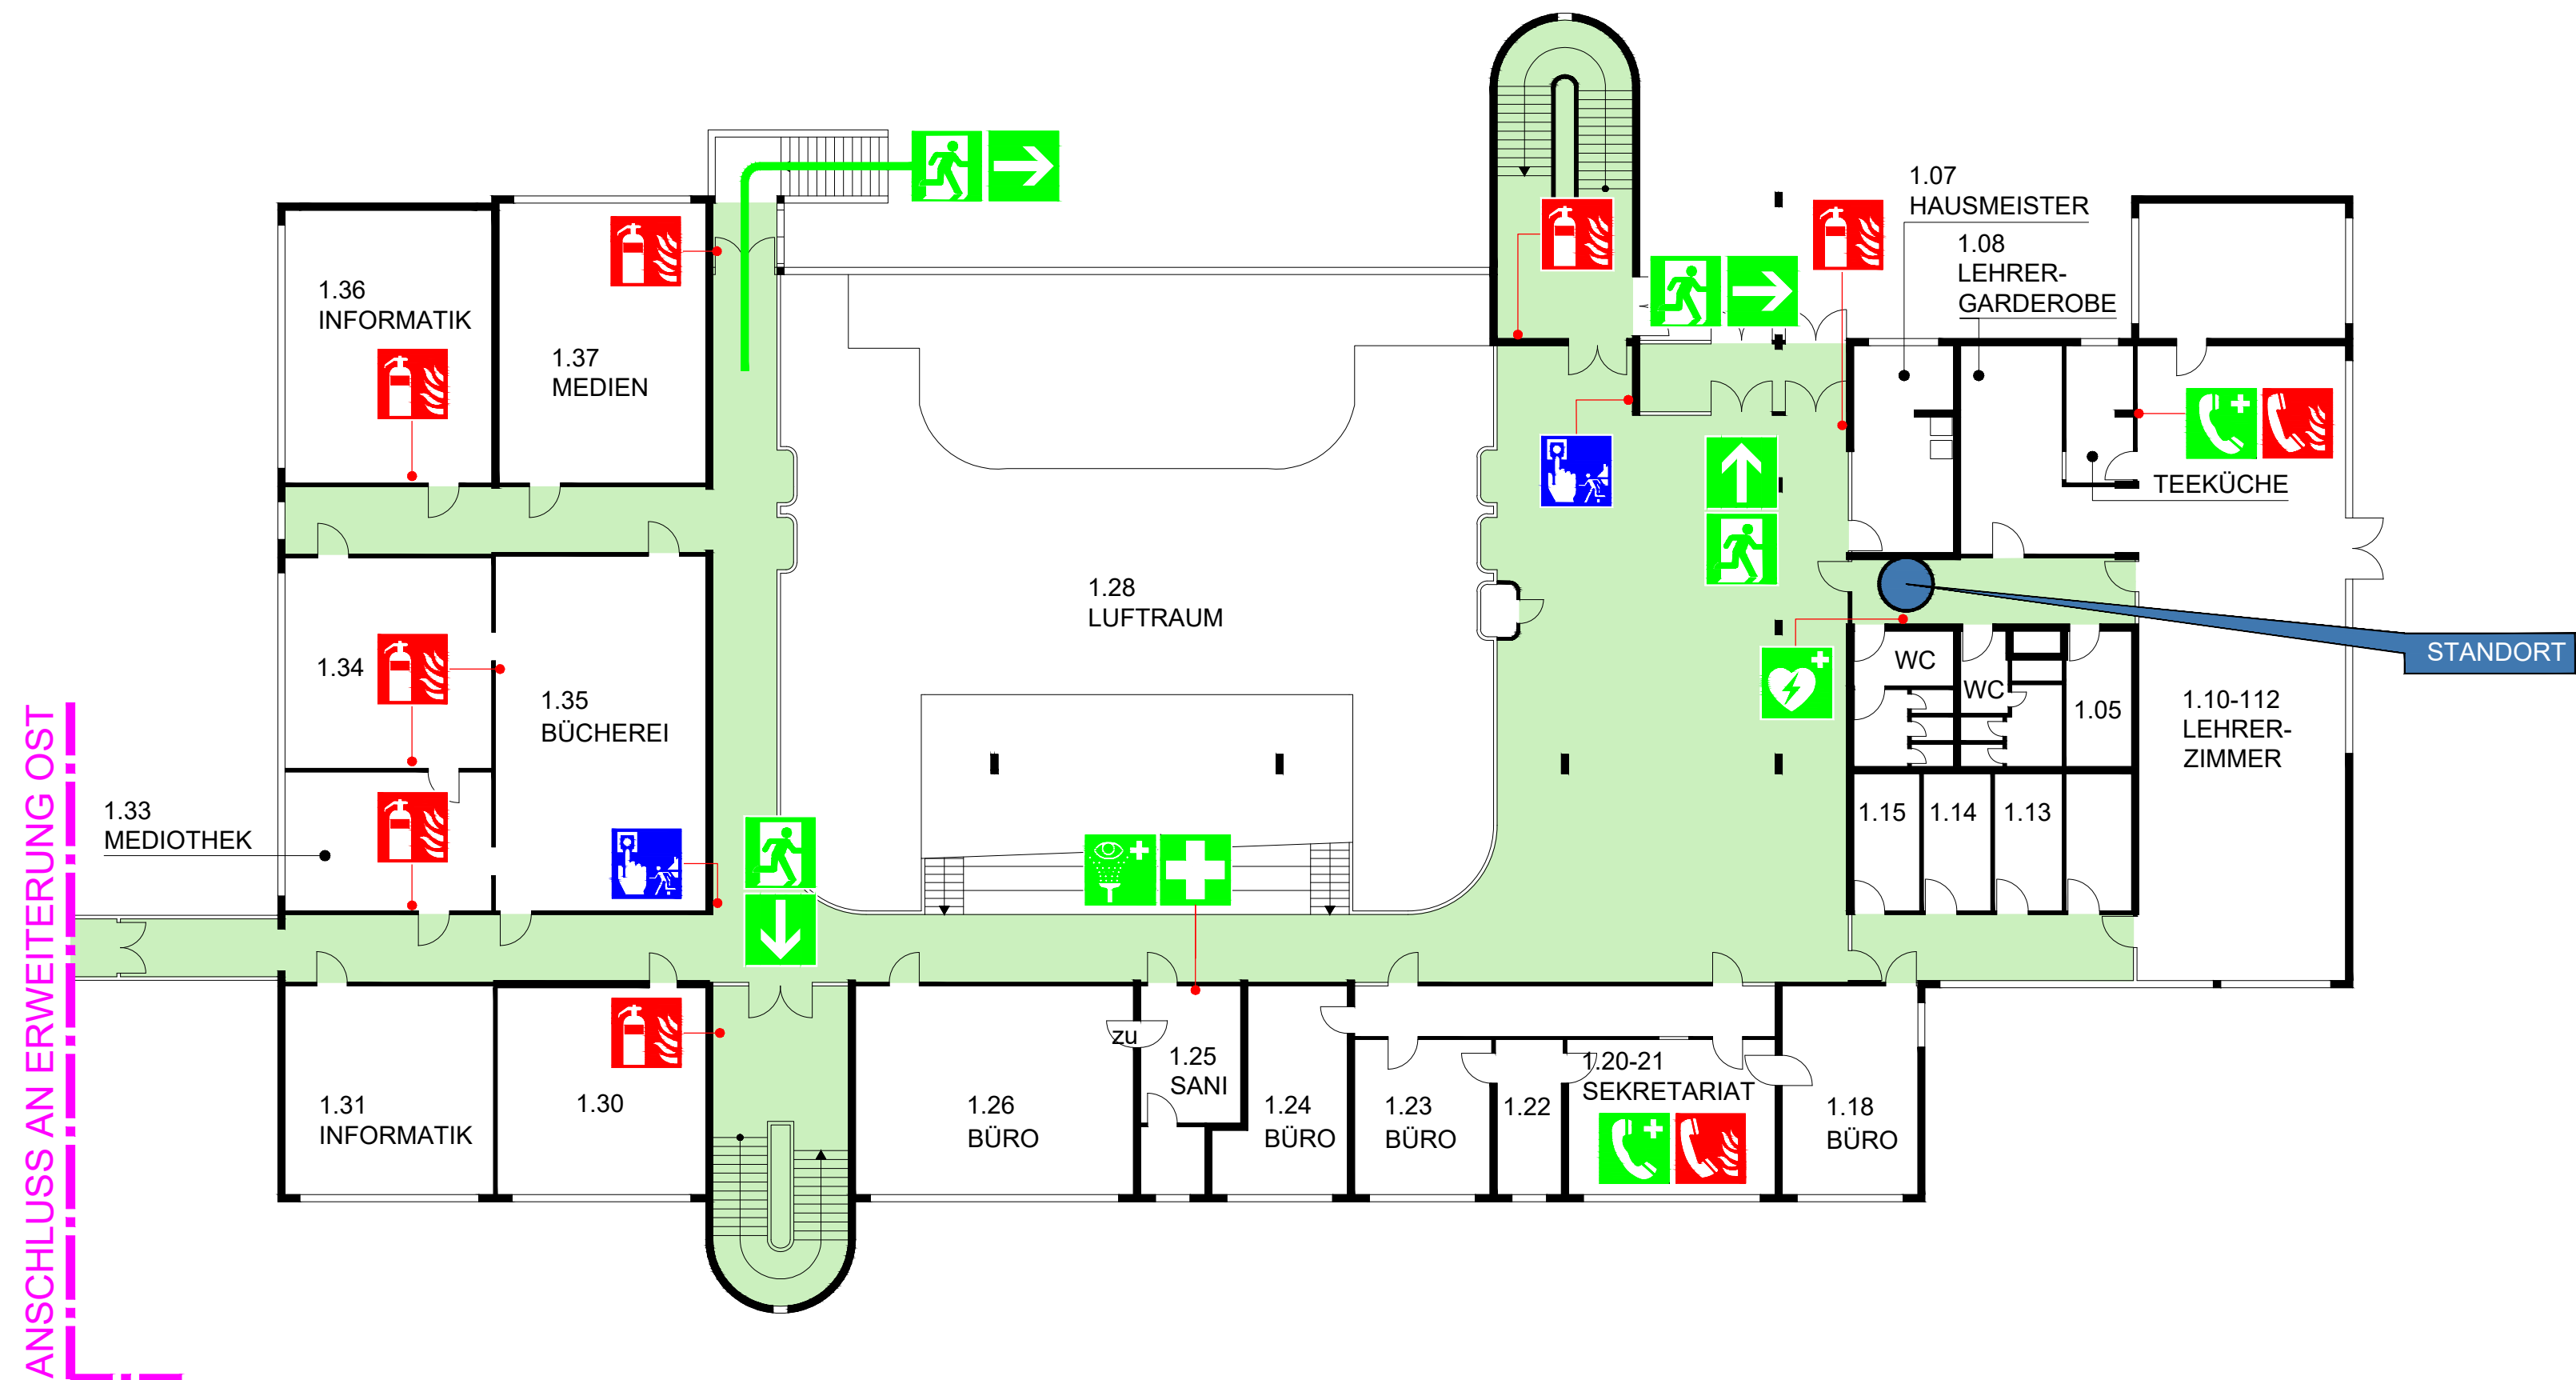 1.07
HAUSMEISTER
1.08
LEHRER-
GARDEROBE
1.36
INFORMATIK
1.37
MEDIEN
TEEKÜCHE
1.28
LUFTRAUM
STANDORT
1.34
1.35
BÜCHEREI
WC
WC
1.05
1.10-112
LEHRER-
ZIMMER
1.33
MEDIOTHEK
1.15
1.14
1.13
ANSCHLUSS AN ERWEITERUNG OST
zu
1.25
SANI
1.20-21
SEKRETARIAT
1.31
INFORMATIK
1.30
1.26
BÜRO
1.24
BÜRO
1.23
BÜRO
1.22
1.18
BÜRO